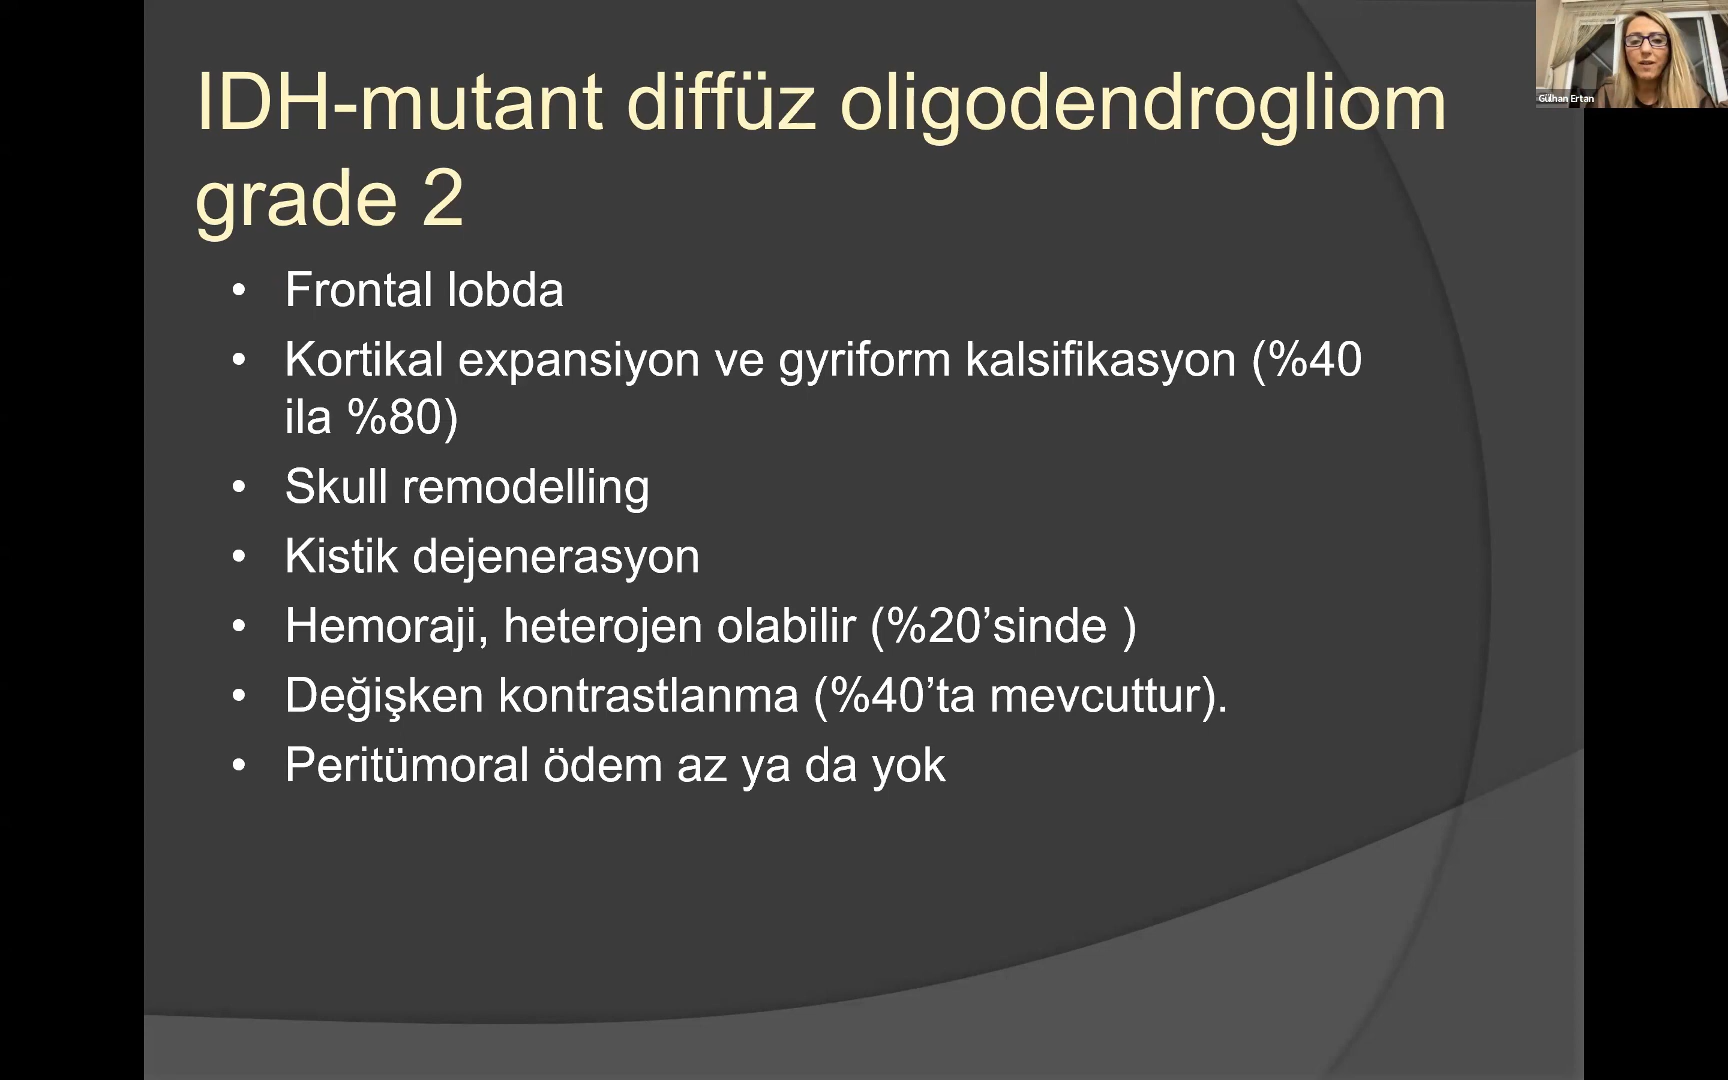 IDH-mutant diffüz oligodendrogliom
grade 2
• Frontal lobda
• Kortikal expansiyon ve gyriform kalsifikasyon (%40
ila %80)
• Skull remodelling
• Kistik dejenerasyon
• Hemoraji, heterojen olabilir (%20’sinde )
• Değişken kontrastlanma (%40’ta mevcuttur).
• Peritümoral ödem az ya da yok
Gülhan Ertan